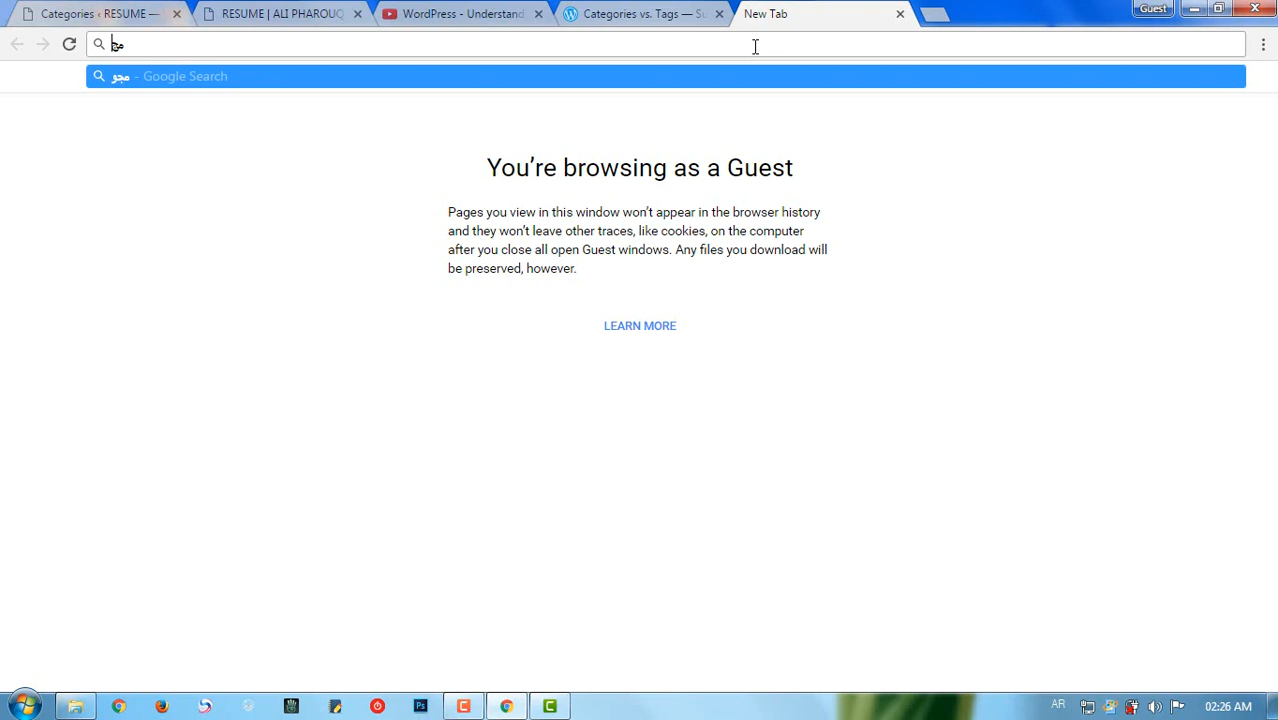 Categories ‹ RESUME —
RESUME | ALI PHAROUQ
WordPress - Understand
Categories vs. Tags — Su
New Tab
Guest
مجو - Google Search
You're browsing as a Guest
Pages you view in this window won't appear in the browser history
and they won't leave other traces, like cookies, on the computer
after you close all open Guest windows. Any files you download will
be preserved, however.
LEARN MORE
Ps
C
C
AR
02:26 AM